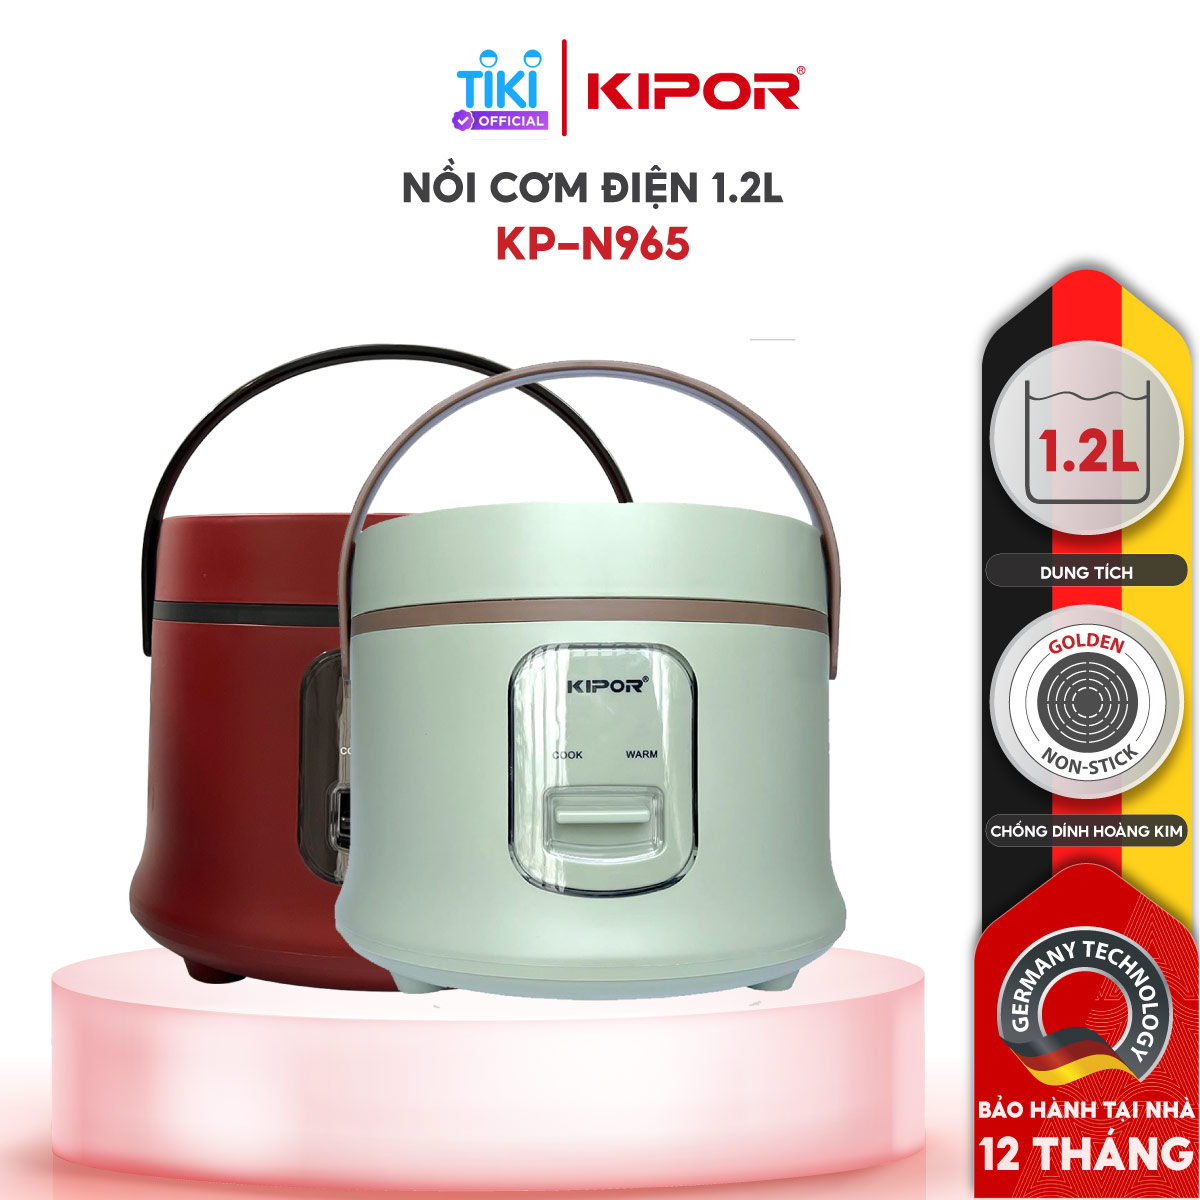 TIKI
OFFICIAL
KIPOR®
NỒI CƠM ĐIỆN 1.2L
KP-N965
1.2L
DUNG TÍCH
GOLDEN
NON-STICK
CHỐNG DÍNH HOÀNG KIM
KIPOR®
COOK WARM
GERMANY TECHNOLOGY
BẢO HÀNH TẠI NHÀ
12 THÁNG